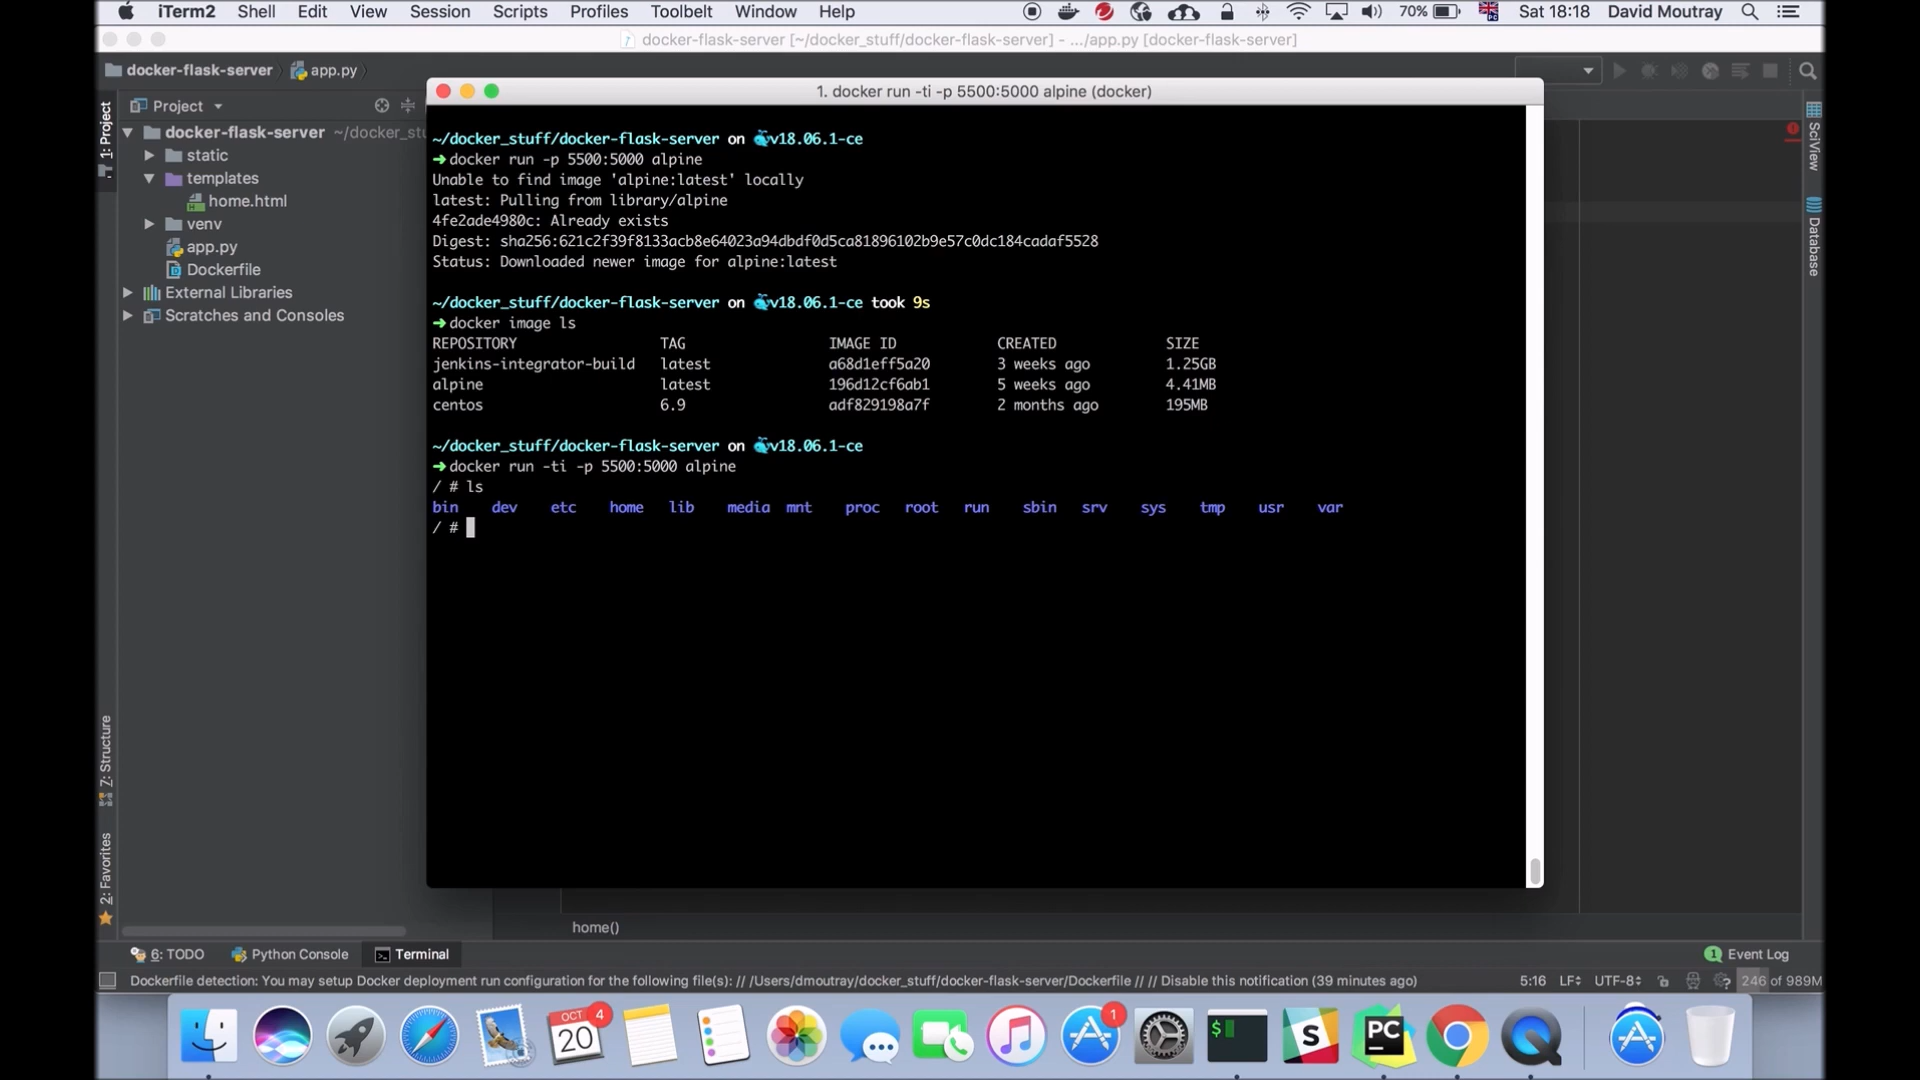 iTerm2 Shell Edit View Session Scripts Profiles Toolbelt Window Help 70% Sat 18:18 David Moutray
docker-flask-server [~/docker_stuff/docker-flask-server] - .../app.py [docker-flask-server]
docker-flask-server app.py
1. docker run -ti -p 5500:5000 alpine (docker)
1: Project
Project
docker-flask-server ~/docker_stu
static
templates
home.html
venv
app.py
Dockerfile
External Libraries
Scratches and Consoles
7: Structure
2: Favorites
~/docker_stuff/docker-flask-server on 🐳v18.06.1-ce
➜ docker run -p 5500:5000 alpine
Unable to find image 'alpine:latest' locally
latest: Pulling from library/alpine
4fe2ade4980c: Already exists
Digest: sha256:621c2f39f8133acb8e64023a94dbdf0d5ca81896102b9e57c0dc184cadaf5528
Status: Downloaded newer image for alpine:latest
~/docker_stuff/docker-flask-server on 🐳v18.06.1-ce took 9s
➜ docker image ls
REPOSITORY TAG IMAGE ID CREATED SIZE
jenkins-integrator-build latest a68d1eff5a20 3 weeks ago 1.25GB
alpine latest 196d12cf6ab1 5 weeks ago 4.41MB
centos 6.9 adf829198a7f 2 months ago 195MB
~/docker_stuff/docker-flask-server on 🐳v18.06.1-ce
➜ docker run -ti -p 5500:5000 alpine
/ # ls
bin dev etc home lib media mnt proc root run sbin srv sys tmp usr var
/ #
SciView
Database
home()
6: TODO Python Console Terminal 1 Event Log
Dockerfile detection: You may setup Docker deployment run configuration for the following file(s): // /Users/dmoutray/docker_stuff/docker-flask-server/Dockerfile // // Disable this notification (39 minutes ago) 5:16 LF UTF-8 246 of 989M
OCT 20 4
1
$
S
PC